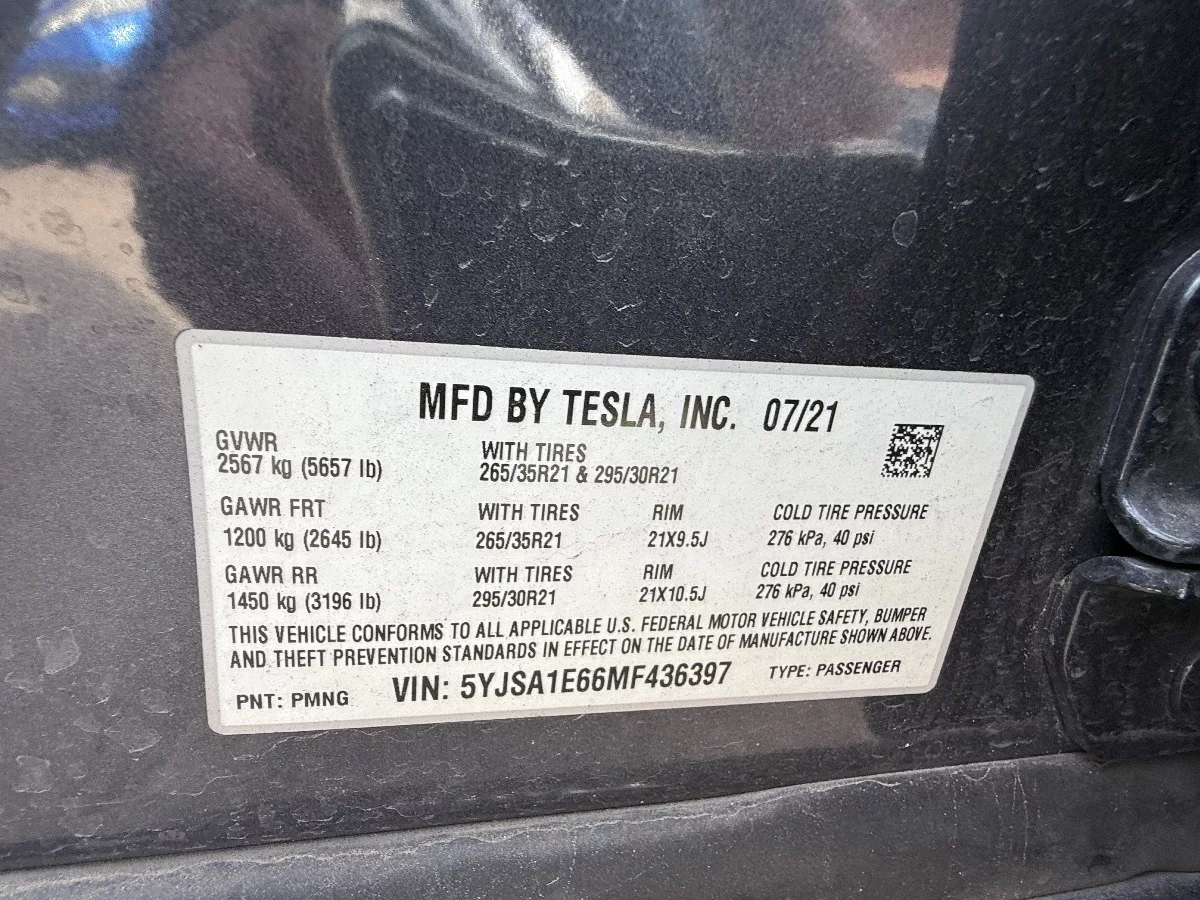 MFD BY TESLA, INC. 07/21
GVWR WITH TIRES
2567 kg (5657 lb) 265/35R21 & 295/30R21
GAWR FRT WITH TIRES RIM COLD TIRE PRESSURE
1200 kg (2645 lb) 265/35R21 21X9.5J 276 kPa, 40 psi
GAWR RR WITH TIRES RIM COLD TIRE PRESSURE
1450 kg (3196 lb) 295/30R21 21X10.5J 276 kPa, 40 psi
THIS VEHICLE CONFORMS TO ALL APPLICABLE U.S. FEDERAL MOTOR VEHICLE SAFETY, BUMPER
AND THEFT PREVENTION STANDARDS IN EFFECT ON THE DATE OF MANUFACTURE SHOWN ABOVE.
PNT: PMNG VIN: 5YJSA1E66MF436397 TYPE: PASSENGER